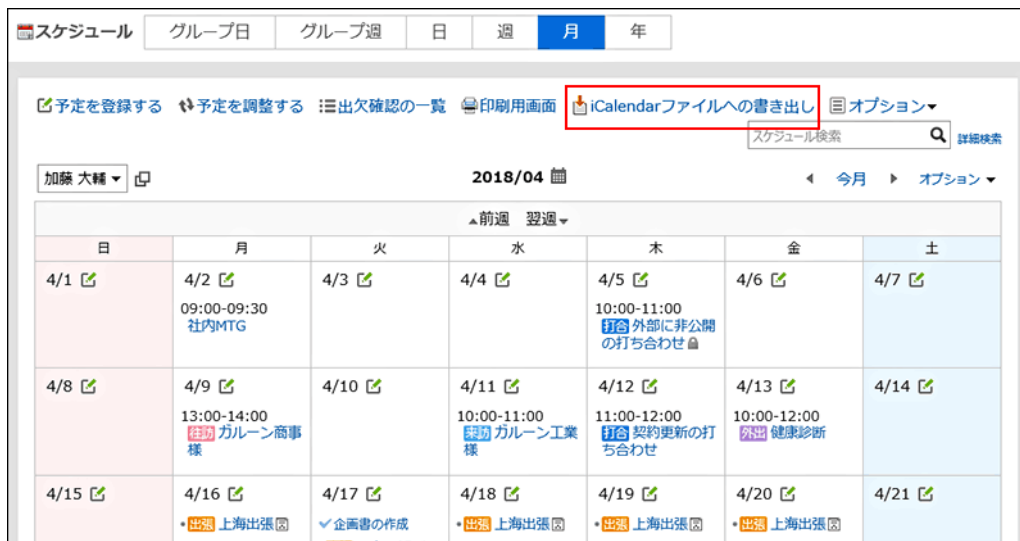 スケジュール グループ日 グループ週 日 週 月 年
予定を登録する 予定を調整する 出欠確認の一覧 印刷用画面 iCalendarファイルへの書き出し オプション
スケジュール検索 詳細検索
加藤 大輔 2018/04 今月 オプション
前週 翌週
日 月 火 水 木 金 土
4/1 4/2 4/3 4/4 4/5 4/6 4/7
09:00-09:30 10:00-11:00
社内MTG 打合 外部に非公開
の打ち合わせ
4/8 4/9 4/10 4/11 4/12 4/13 4/14
13:00-14:00 10:00-11:00 11:00-12:00 10:00-12:00
往訪 ガルーン商事 来訪 ガルーン工業 打合 契約更新の打 外出 健康診断
様 様 ち合わせ
4/15 4/16 4/17 4/18 4/19 4/20 4/21
出張 上海出張 企画書の作成 出張 上海出張 出張 上海出張 出張 上海出張